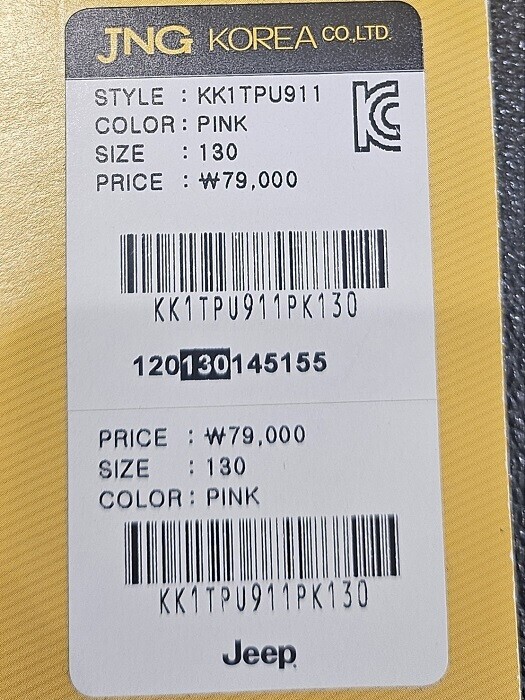 JNG KOREA CO.,LTD.
STYLE : KK1TPU911
COLOR : PINK
SIZE : 130
PRICE : ₩79,000
KK1TPU911PK130
120130145155
PRICE : ₩79,000
SIZE : 130
COLOR : PINK
KK1TPU911PK130
Jeep